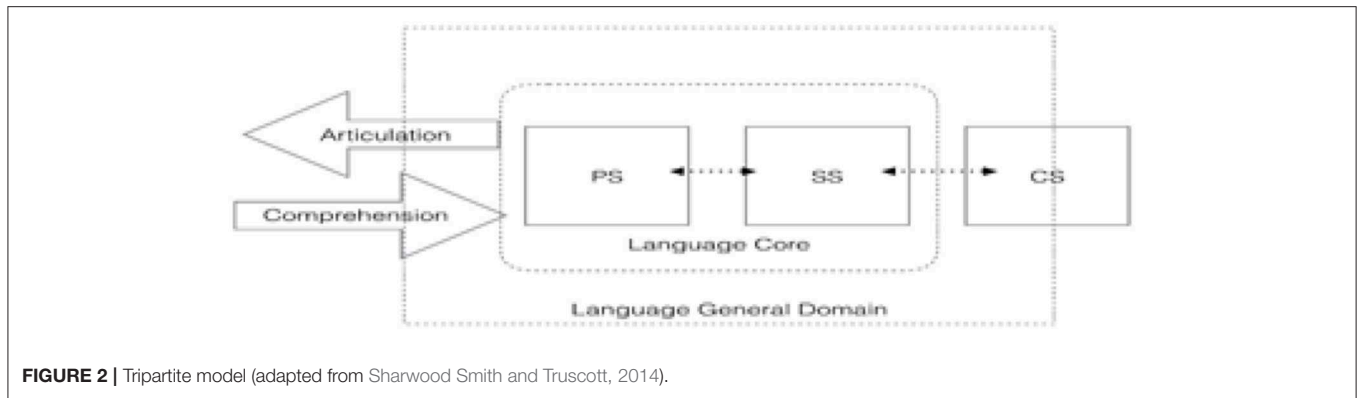 Articulation
PS
SS
CS
Comprehension
Language Core
Language General Domain
FIGURE 2 | Tripartite model (adapted from Sharwood Smith and Truscott, 2014).